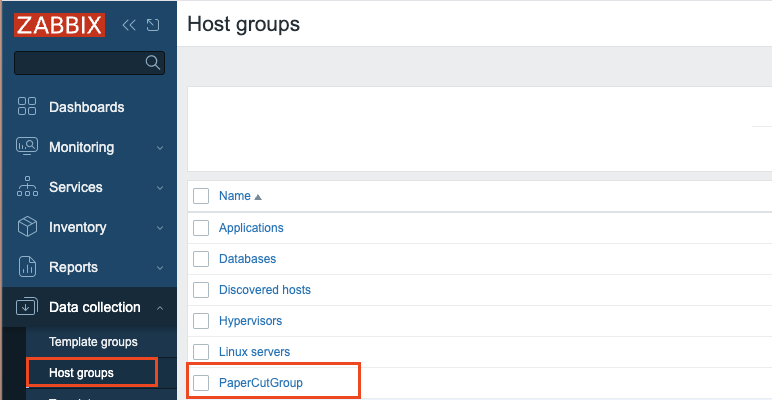 ZABBIX
Dashboards
Monitoring
Services
Inventory
Reports
Data collection
Template groups
Host groups
Host groups
Name
Applications
Databases
Discovered hosts
Hypervisors
Linux servers
PaperCutGroup